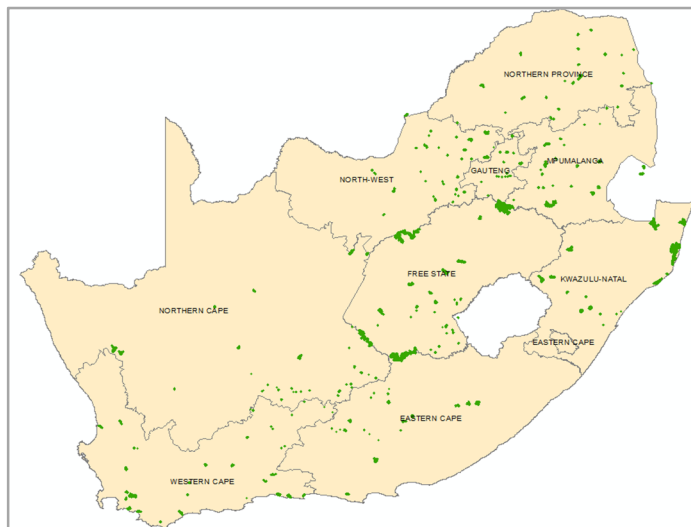 NORTHERN PROVINCE
MPUMALANGA
GAUTENG
NORTH-WEST
FREE STATE
KWAZULU-NATAL
NORTHERN CAPE
EASTERN CAPE
EASTERN CAPE
WESTERN CAPE